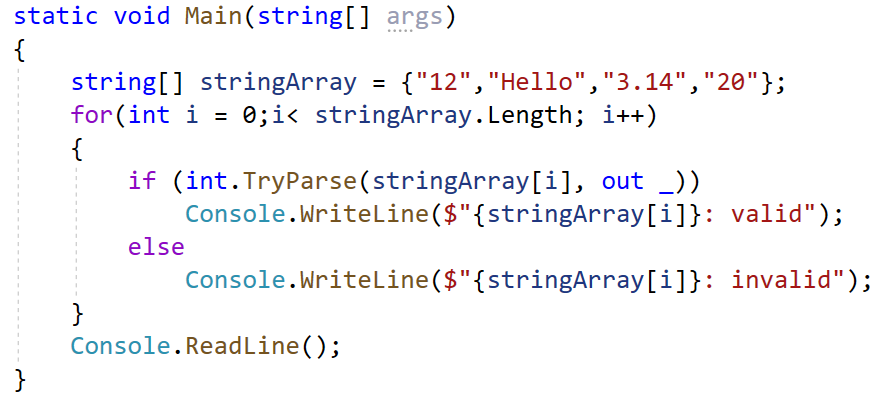 static void Main(string[] args)
{
string[] stringArray = {"12","Hello","3.14","20"};
for(int i = 0;i< stringArray.Length; i++)
{
if (int.TryParse(stringArray[i], out _))
Console.WriteLine($"{stringArray[i]}: valid");
else
Console.WriteLine($"{stringArray[i]}: invalid");
}
Console.ReadLine();
}